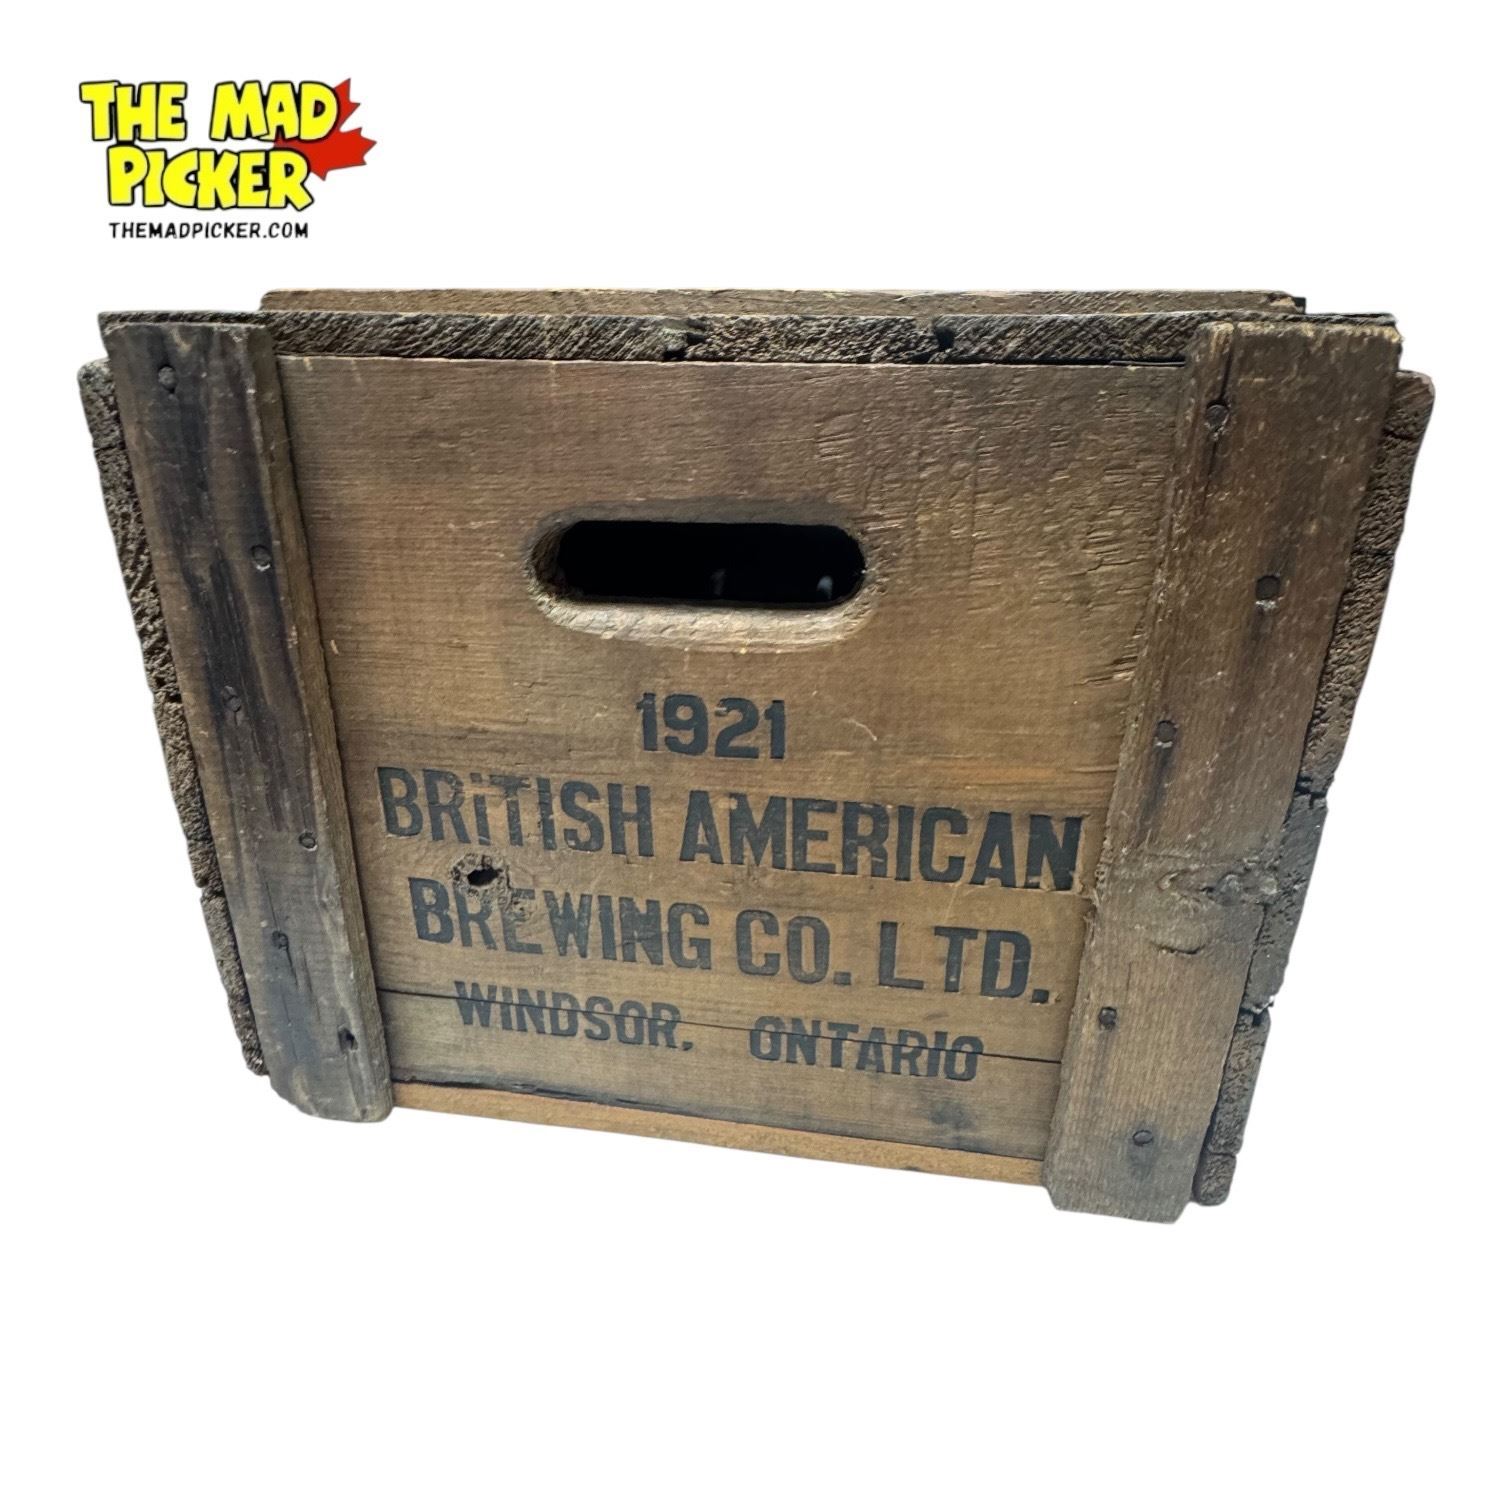 THE MAD
PICKER
THEMADPICKER.COM
1921
BRITISH AMERICAN
BREWING CO. LTD.
WINDSOR, ONTARIO